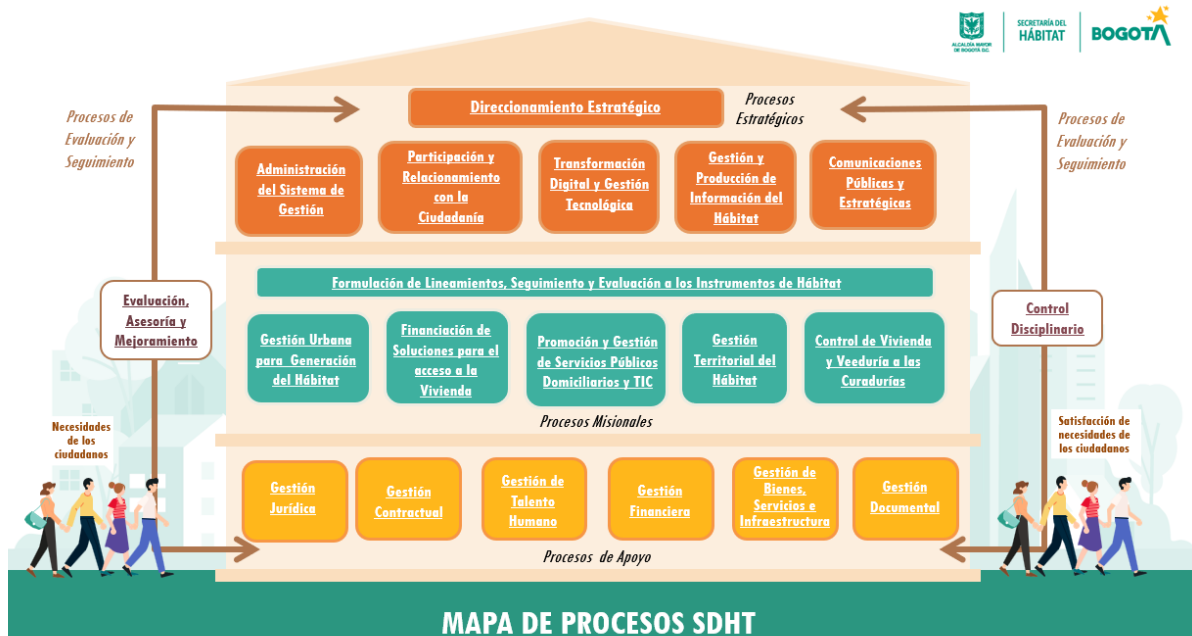 ALCALDÍA MAYOR
DE BOGOTÁ D.C.
SECRETARÍA DEL
HÁBITAT
BOGOTÁ
Procesos de
Evaluación y
Seguimiento
Direccionamiento Estratégico
Procesos
Estratégicos
Procesos de
Evaluación y
Seguimiento
Administración
del Sistema de
Gestión
Participación y
Relacionamiento
con la
Ciudadanía
Transformación
Digital y Gestión
Tecnológica
Gestión y
Producción de
Información del
Hábitat
Comunicaciones
Públicas y
Estratégicas
Formulación de Lineamientos, Seguimiento y Evaluación a los Instrumentos de Hábitat
Evaluación,
Asesoría y
Mejoramiento
Control
Disciplinario
Gestión Urbana
para Generación
del Hábitat
Financiación de
Soluciones para el
acceso a la
Vivienda
Promoción y Gestión
de Servicios Públicos
Domiciliarios y TIC
Gestión
Territorial del
Hábitat
Control de Vivienda
y Veeduría a las
Curadurías
Procesos Misionales
Necesidades
de los
ciudadanos
Satisfacción de
necesidades de
los ciudadanos
Gestión
Jurídica
Gestión
Contractual
Gestión de
Talento
Humano
Gestión
Financiera
Gestión de
Bienes,
Servicios e
Infraestructura
Gestión
Documental
Procesos de Apoyo
MAPA DE PROCESOS SDHT